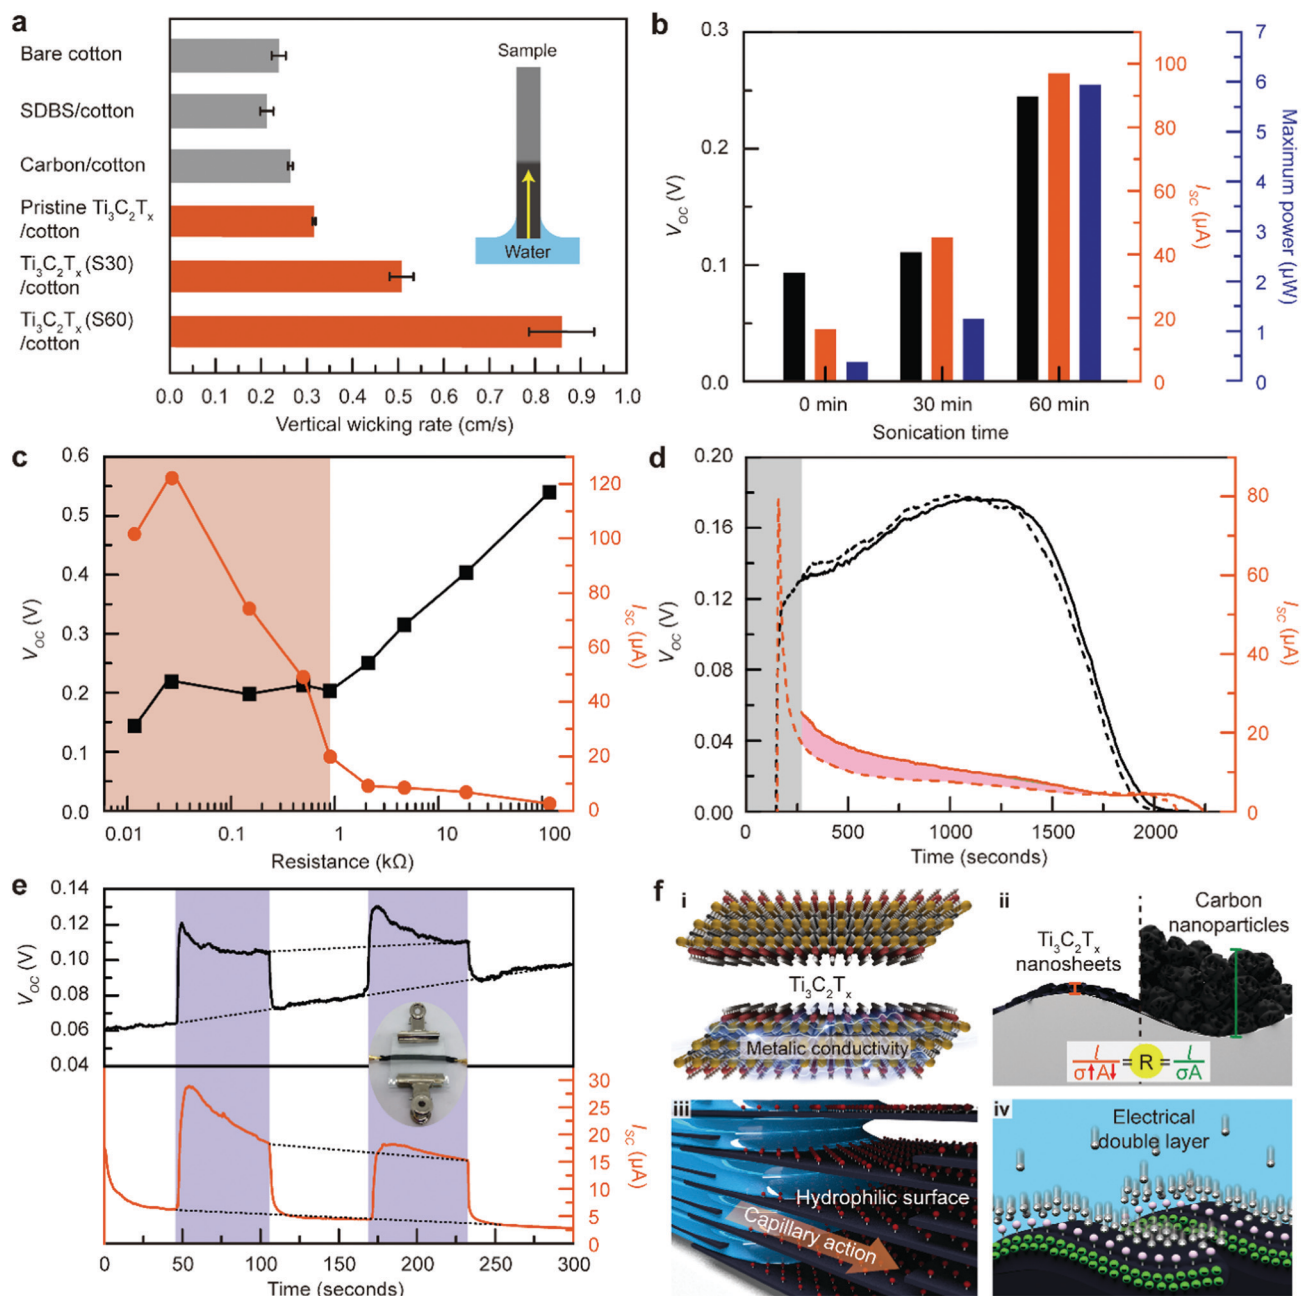 a
Bare cotton
SDBS/cotton
Carbon/cotton
Pristine Ti3C2Tx
/cotton
Ti3C2Tx (S30)
/cotton
Ti3C2Tx (S60)
/cotton
Sample
Water
0.0 0.1 0.2 0.3 0.4 0.5 0.6 0.7 0.8 0.9 1.0
Vertical wicking rate (cm/s)
b
VOC (V)
0.3
0.2
0.1
0.0
ISC (µA)
100
80
60
40
20
0
Maximum power (µW)
7
6
5
4
3
2
1
0
0 min 30 min 60 min
Sonication time
c
VOC (V)
0.6
0.5
0.4
0.3
0.2
0.1
0.0
ISC (µA)
120
100
80
60
40
20
0
0.01 0.1 1 10 100
Resistance (kΩ)
d
VOC (V)
0.20
0.16
0.12
0.08
0.04
0.00
ISC (µA)
80
60
40
20
0
0 500 1000 1500 2000
Time (seconds)
e
VOC (V)
0.14
0.12
0.10
0.08
0.06
0.04
ISC (µA)
30
25
20
15
10
5
0
0 50 100 150 200 250 300
Time (seconds)
f
i
Ti3C2Tx
Metalic conductivity
ii
Carbon
nanoparticles
Ti3C2Tx
nanosheets
l/σ↑A↓ = R = l/σA
iii
Hydrophilic surface
Capillary action
iv
Electrical
double layer